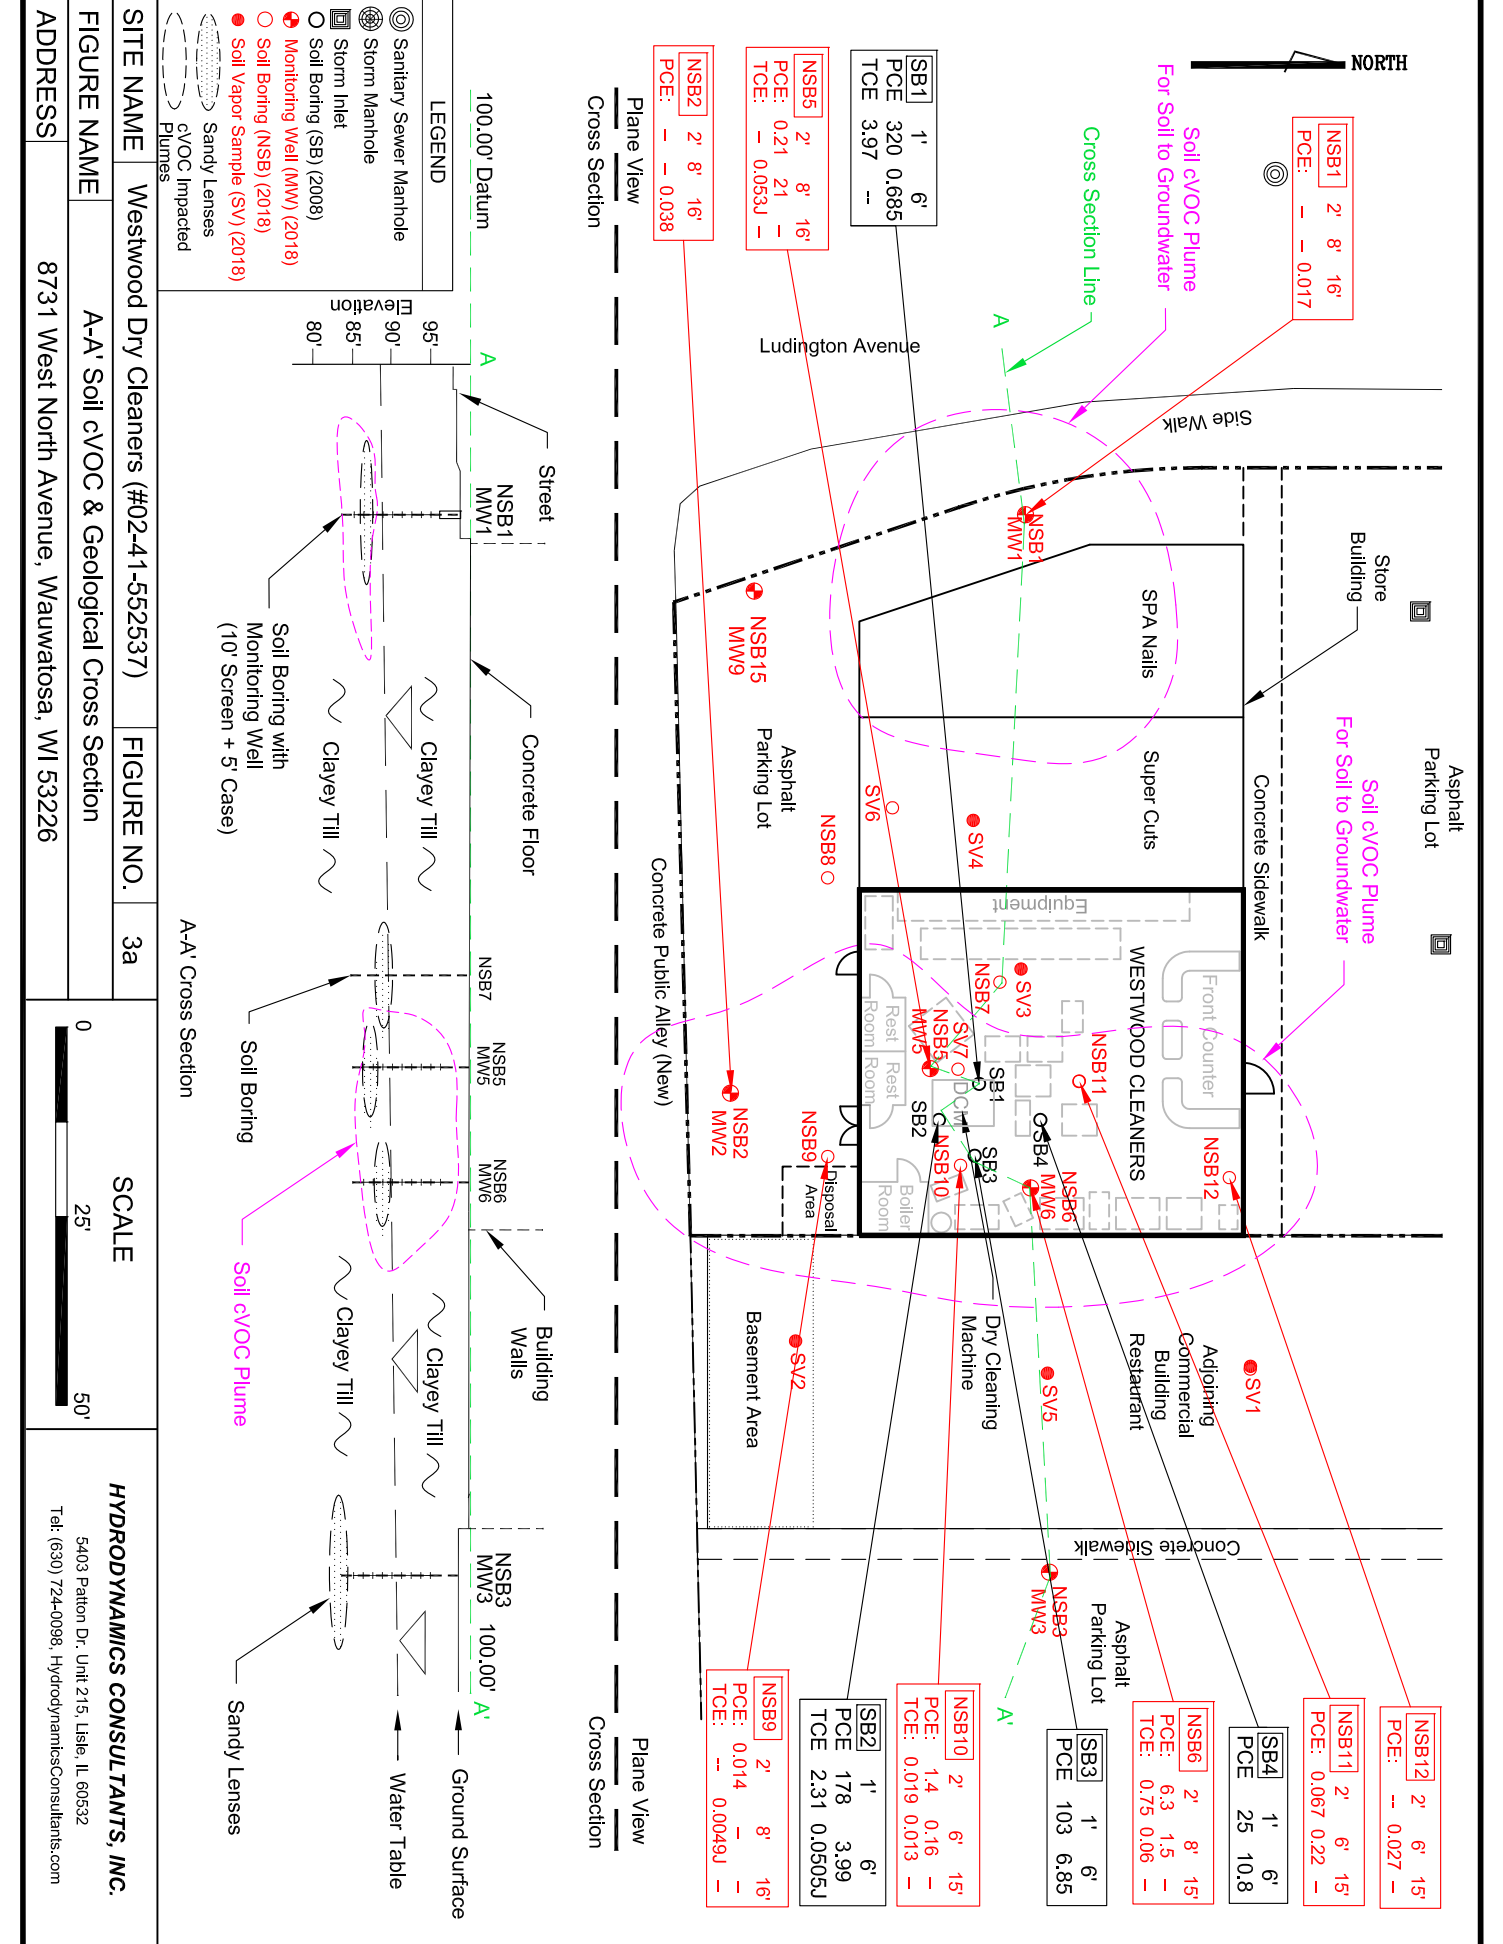 NORTH
NSB1 2' 8' 16'
PCE: - - 0.017
Soil cVOC Plume
For Soil to Groundwater
Cross Section Line
SB1 1' 6'
PCE 320 0.685
TCE 3.97 --
NSB5 2' 8' 16'
PCE: 0.21 21 -
TCE: - 0.053J -
NSB2 2' 8' 16'
PCE: - - 0.038
Ludington Avenue
A
Side Walk
NSB1
MW1
Store
Building
SPA Nails
Super Cuts
Asphalt
Parking Lot
Soil cVOC Plume
For Soil to Groundwater
Concrete Sidewalk
NSB15
MW9
Asphalt
Parking Lot
SV6
SV4
NSB8
Concrete Public Alley (New)
Equipment
WESTWOOD CLEANERS
Front Counter
SV3
NSB7
Rest
Room
Rest
Room
SV7
NSB5
MW5
NSB11
SB1
DCM
SB2
SB4
SB3
NSB10
NSB6
MW6
NSB12
Boiler
Room
NSB2
MW2
NSB9
Disposal
Area
Basement Area
SV2
Dry Cleaning
Machine
SV5
SV1
Adjoining
Commercial
Building
Restaurant
Concrete Sidewalk
NSB3
MW3
Asphalt
Parking Lot
A'
NSB12 2' 6' 15'
PCE: -- 0.027 -
NSB11 2' 6' 15'
PCE: 0.067 0.22 -
SB4 1' 6'
PCE 25 10.8
NSB6 2' 8' 15'
PCE: 6.3 1.5 -
TCE: 0.75 0.06 -
SB3 1' 6'
PCE 103 6.85
NSB10 2' 6' 15'
PCE: 1.4 0.16 -
TCE: 0.019 0.013 -
SB2 1' 6'
PCE 178 3.99
TCE 2.31 0.0505J
NSB9 2' 8' 16'
PCE: 0.014 - -
TCE: -- 0.0049J -
Plane View
Cross Section
Plane View
Cross Section
100.00' Datum
A
Elevation
95'
90'
85'
80'
Street
NSB1
MW1
Concrete Floor
Clayey Till
Clayey Till
Soil Boring with
Monitoring Well
(10' Screen + 5' Case)
NSB7
NSB5
MW5
NSB6
MW6
Soil Boring
Soil cVOC Plume
Building
Walls
Clayey Till
Clayey Till
NSB3
MW3
100.00'
A'
Ground Surface
Water Table
Sandy Lenses
A-A' Cross Section
LEGEND
Sanitary Sewer Manhole
Storm Manhole
Storm Inlet
Soil Boring (SB) (2008)
Monitoring Well (MW) (2018)
Soil Boring (NSB) (2018)
Soil Vapor Sample (SV) (2018)
Sandy Lenses
cVOC Impacted
Plumes
SITE NAME
Westwood Dry Cleaners (#02-41-552537)
FIGURE NO.
3a
FIGURE NAME
A-A' Soil cVOC & Geological Cross Section
ADDRESS
8731 West North Avenue, Wauwatosa, WI 53226
SCALE
0 25' 50'
HYDRODYNAMICS CONSULTANTS, INC.
5403 Patton Dr. Unit 215, Lisle, IL 60532
Tel: (630) 724-0098, HydrodynamicsConsultants.com